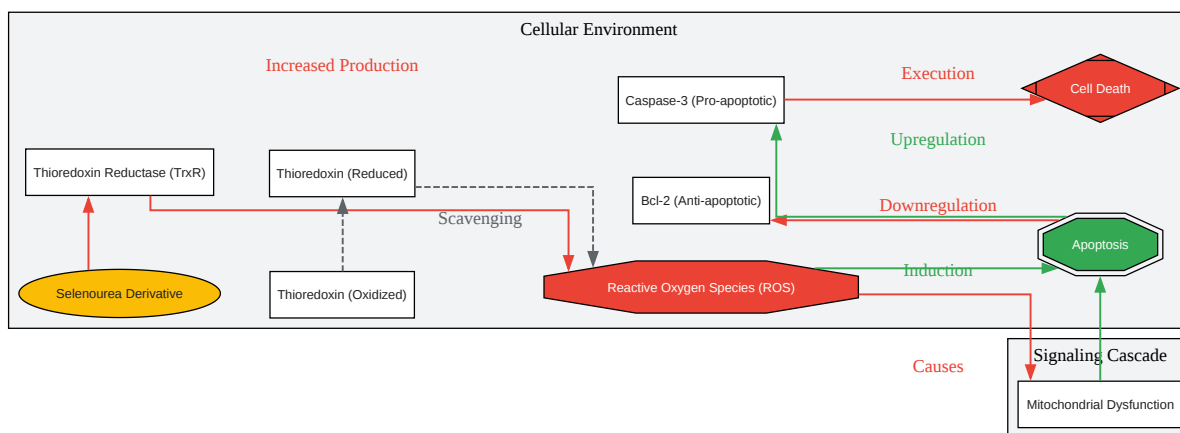 Cellular Environment
Increased Production
Execution
Cell Death
Caspase-3 (Pro-apoptotic)
Upregulation
Thioredoxin Reductase (TrxR)
Thioredoxin (Reduced)
Bcl-2 (Anti-apoptotic)
Scavenging
Downregulation
Apoptosis
Selenourea Derivative
Thioredoxin (Oxidized)
Reactive Oxygen Species (ROS)
Induction
Signaling Cascade
Causes
Mitochondrial Dysfunction